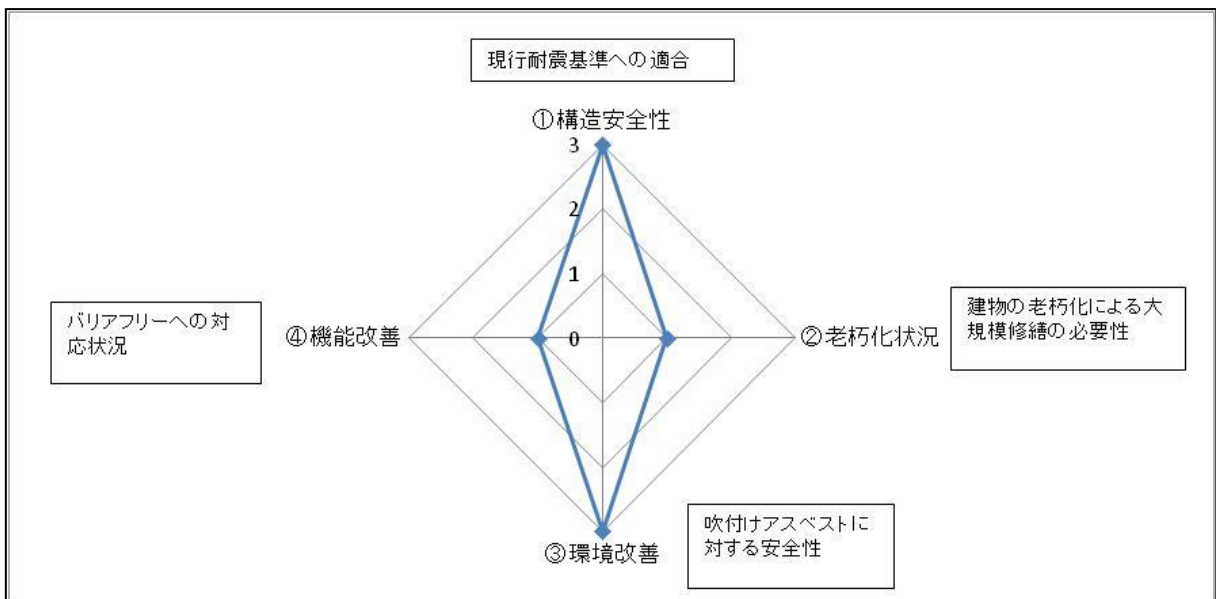 現行耐震基準への適合
①構造安全性
3
2
1
0
バリアフリーへの対
応状況
④機能改善
②老朽化状況
建物の老朽化による大
規模修繕の必要性
③環境改善
吹付けアスベストに
対する安全性